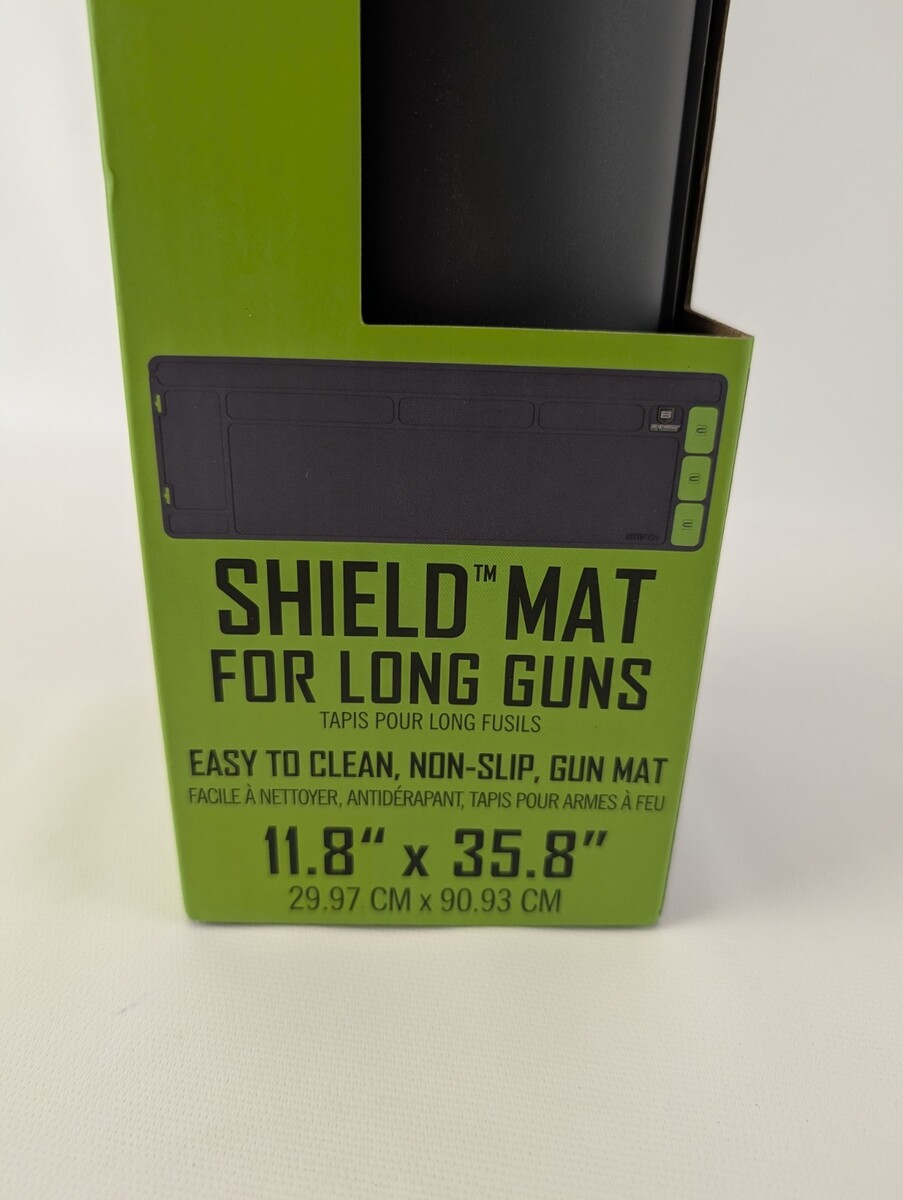 SHIELD™ MAT
FOR LONG GUNS
TAPIS POUR LONG FUSILS
EASY TO CLEAN, NON-SLIP, GUN MAT
FACILE À NETTOYER, ANTIDÉRAPANT, TAPIS POUR ARMES À FEU
11.8“ x 35.8”
29.97 CM x 90.93 CM